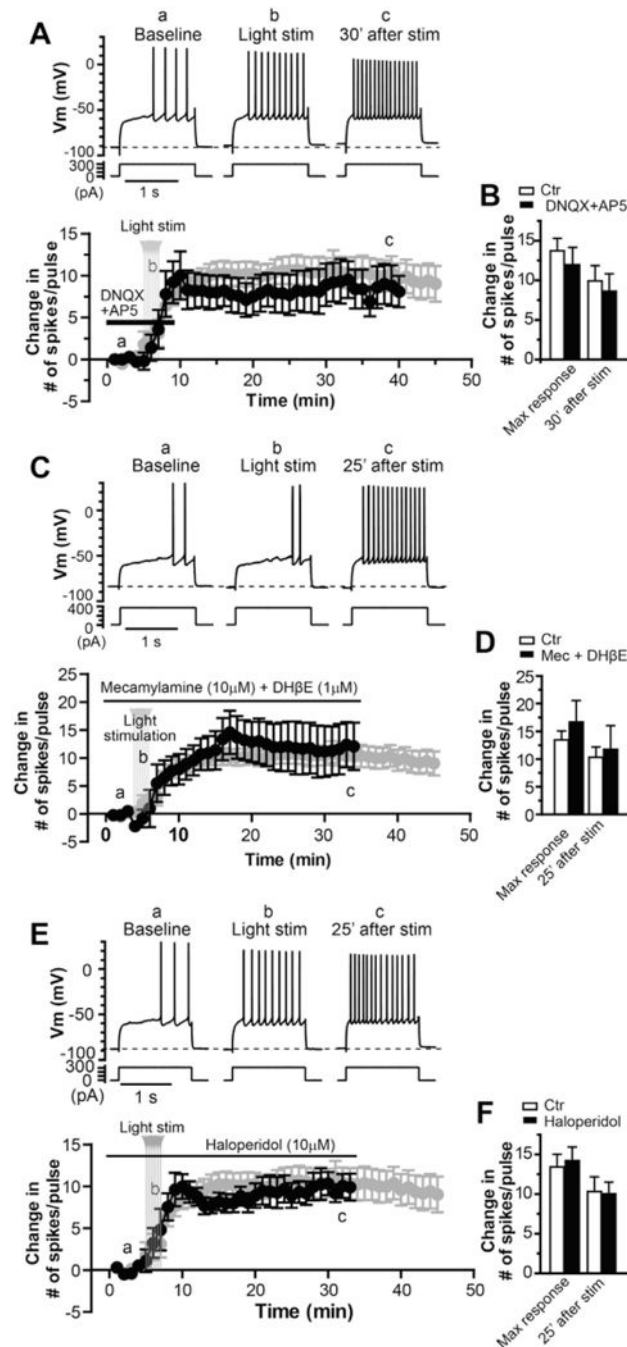 A
a b c
Baseline Light stim 30' after stim
Vm (mV)
0
-50
-100
300
0
(pA)
1 s
Light stim
b
c
DNQX
+AP5
a
Change in
# of spikes/pulse
15
10
5
0
-5
0 10 20 30 40 50
Time (min)
B
Ctr
DNQX+AP5
Change in
# of spikes/pulse
20
15
10
5
0
Max response
30' after stim
C
a b c
Baseline Light stim 25' after stim
Vm (mV)
0
-50
-100
400
0
(pA)
1 s
Mecamylamine (10µM) + DHβE (1µM)
Light
stimulation
b
a
c
Change in
# of spikes/pulse
25
20
15
10
5
0
-5
0 10 20 30 40 50
Time (min)
D
Ctr
Mec + DHβE
Change in
# of spikes/pulse
25
20
15
10
5
0
Max response
25' after stim
E
a b c
Baseline Light stim 25' after stim
Vm (mV)
0
-50
-100
300
0
(pA)
1 s
Light stim
Haloperidol (10µM)
b
a
c
Change in
# of spikes/pulse
15
10
5
0
0 10 20 30 40 50
Time (min)
F
Ctr
Haloperidol
Change in
# of spikes/pulse
20
15
10
5
0
Max response
25' after stim